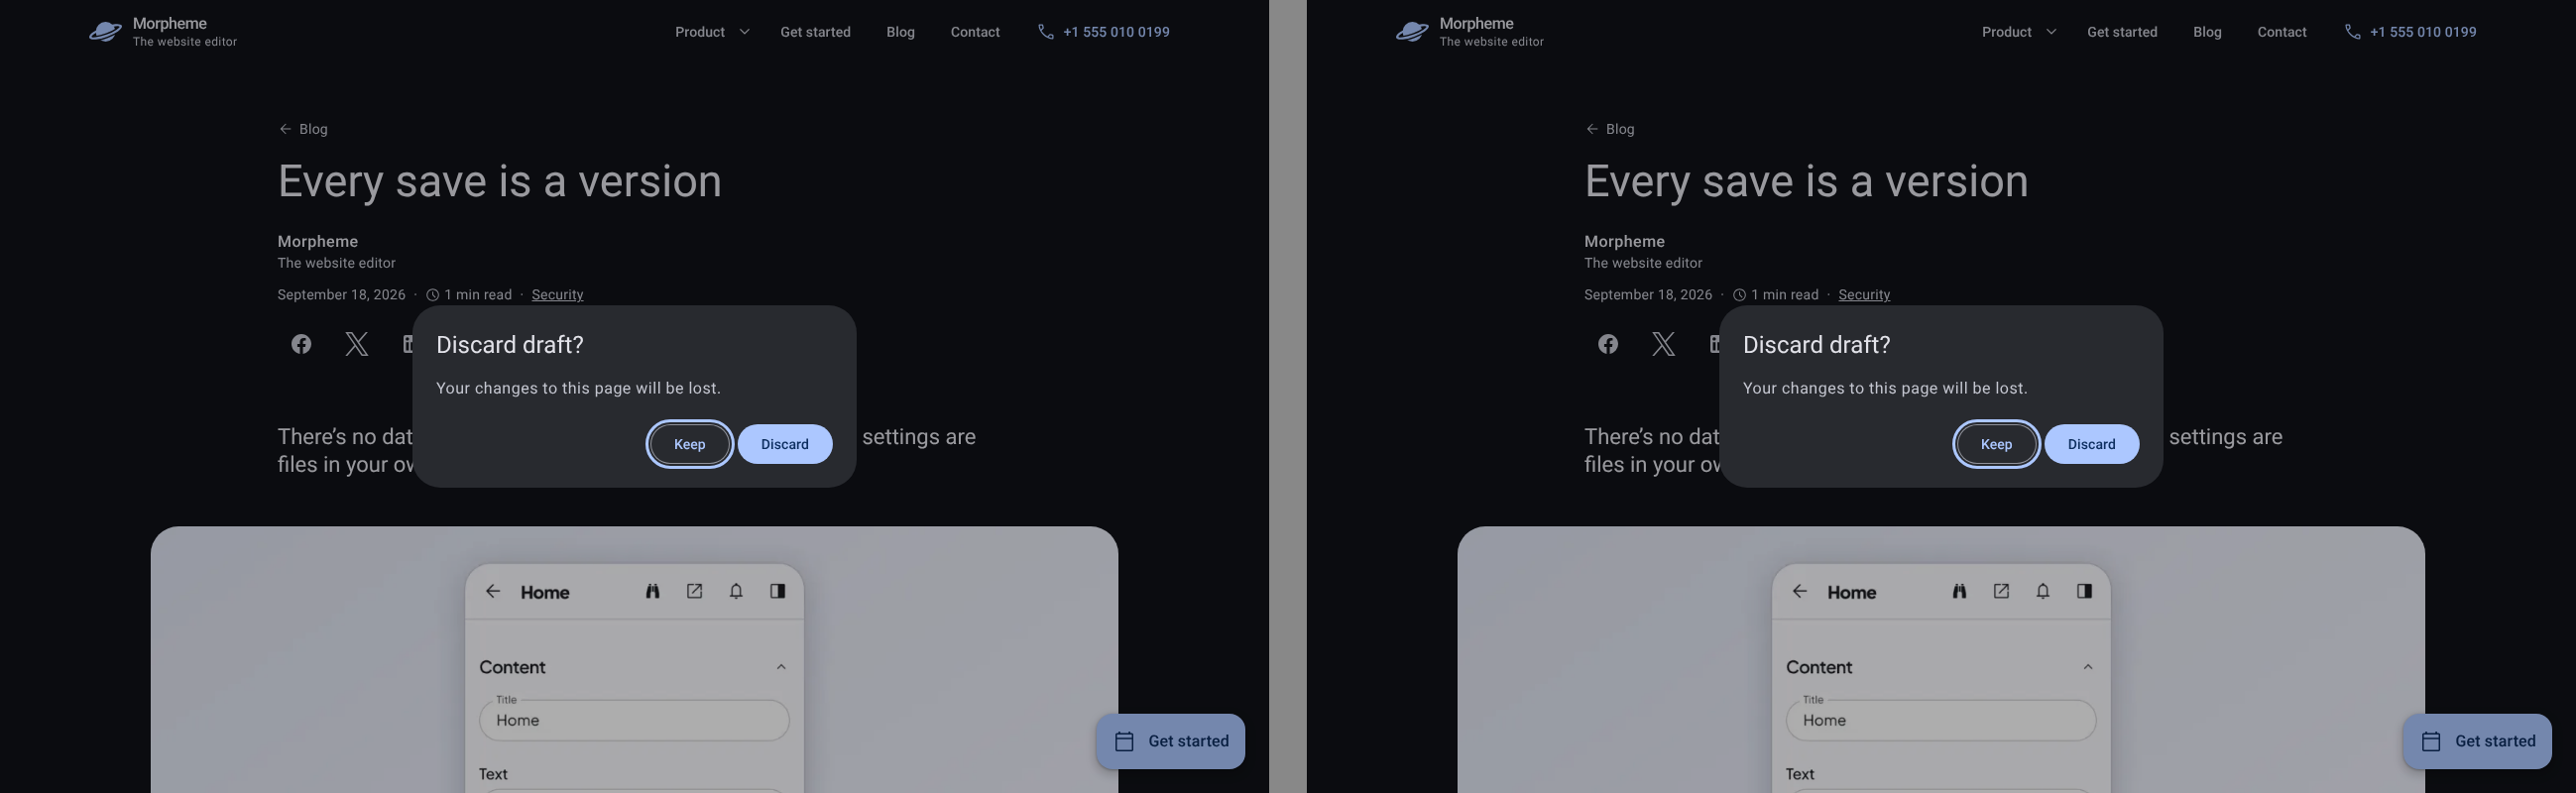 Morpheme
The website editor
Product
Get started
Blog
Contact
+1 555 010 0199
Blog
Every save is a version
Morpheme
The website editor
September 18, 2026 · 1 min read · Security
Discard draft?
Your changes to this page will be lost.
Keep
Discard
There’s no dat
settings are
files in your ov
Home
Content
Title
Home
Text
Get started
Morpheme
The website editor
Product
Get started
Blog
Contact
+1 555 010 0199
Blog
Every save is a version
Morpheme
The website editor
September 18, 2026 · 1 min read · Security
Discard draft?
Your changes to this page will be lost.
Keep
Discard
There’s no dat
settings are
files in your ov
Home
Content
Title
Home
Text
Get started